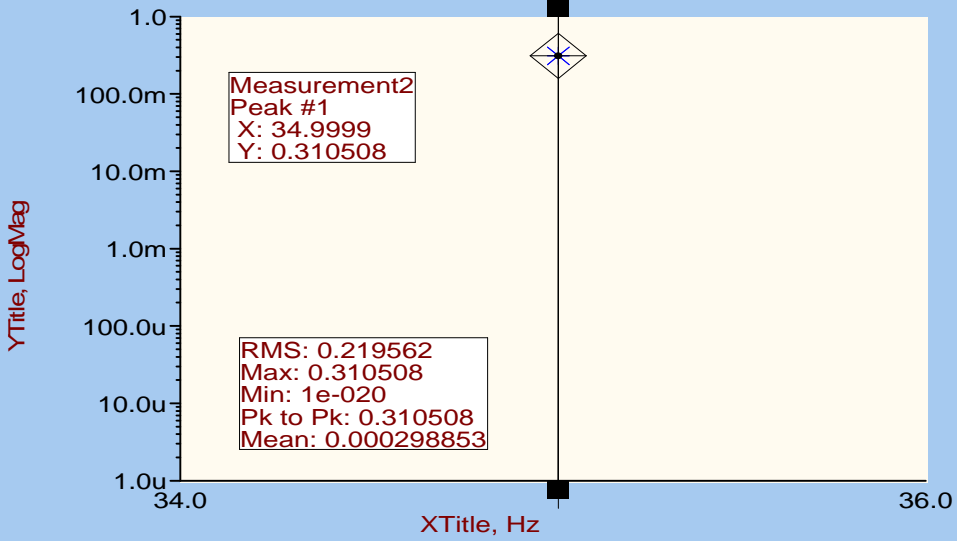 1.0
100.0m
10.0m
1.0m
100.0u
10.0u
1.0u
YTitle, LogMag
Measurement2
Peak #1
X: 34.9999
Y: 0.310508
RMS: 0.219562
Max: 0.310508
Min: 1e-020
Pk to Pk: 0.310508
Mean: 0.000298853
34.0
36.0
XTitle, Hz